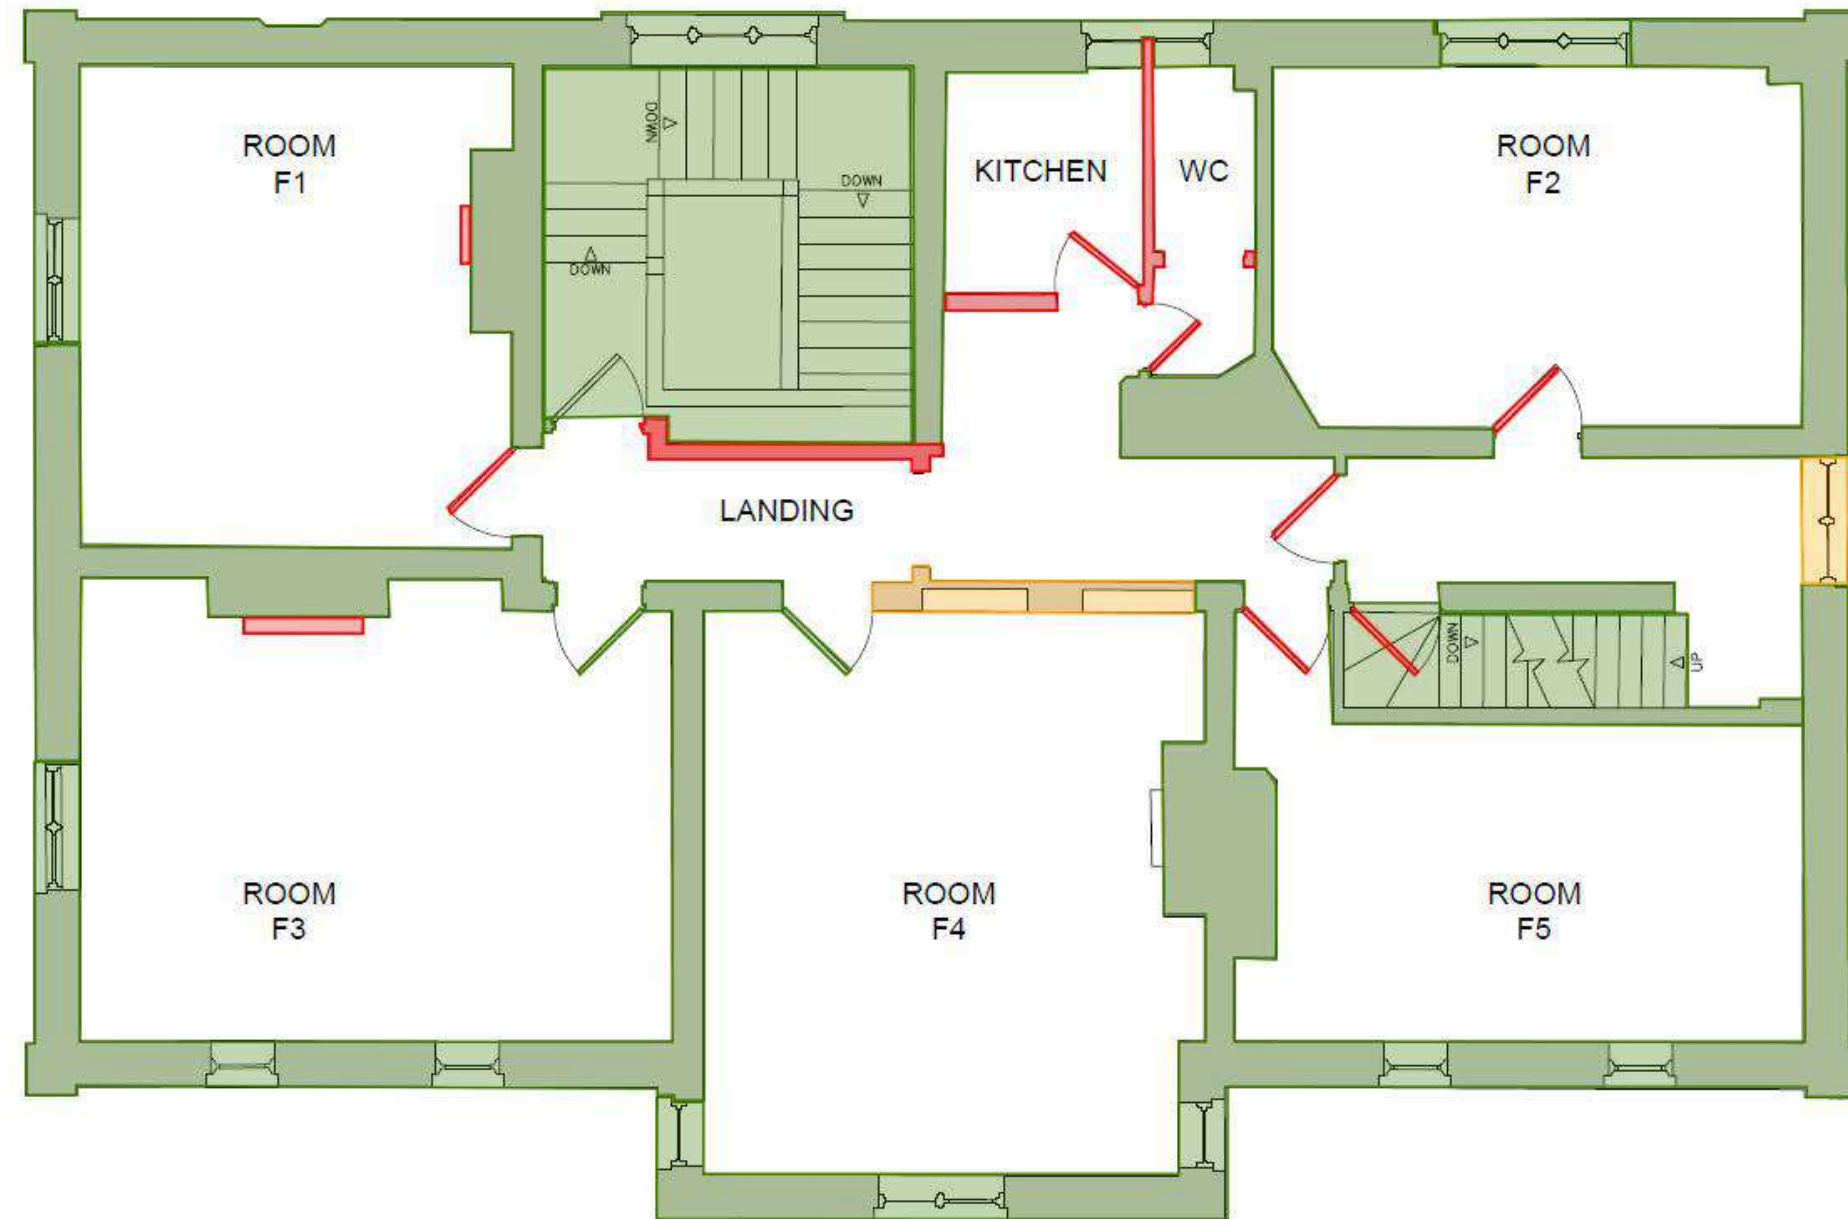 ROOM
F1
DOWN
DOWN
DOWN
KITCHEN
WC
ROOM
F2
LANDING
DOWN
UP
ROOM
F3
ROOM
F4
ROOM
F5